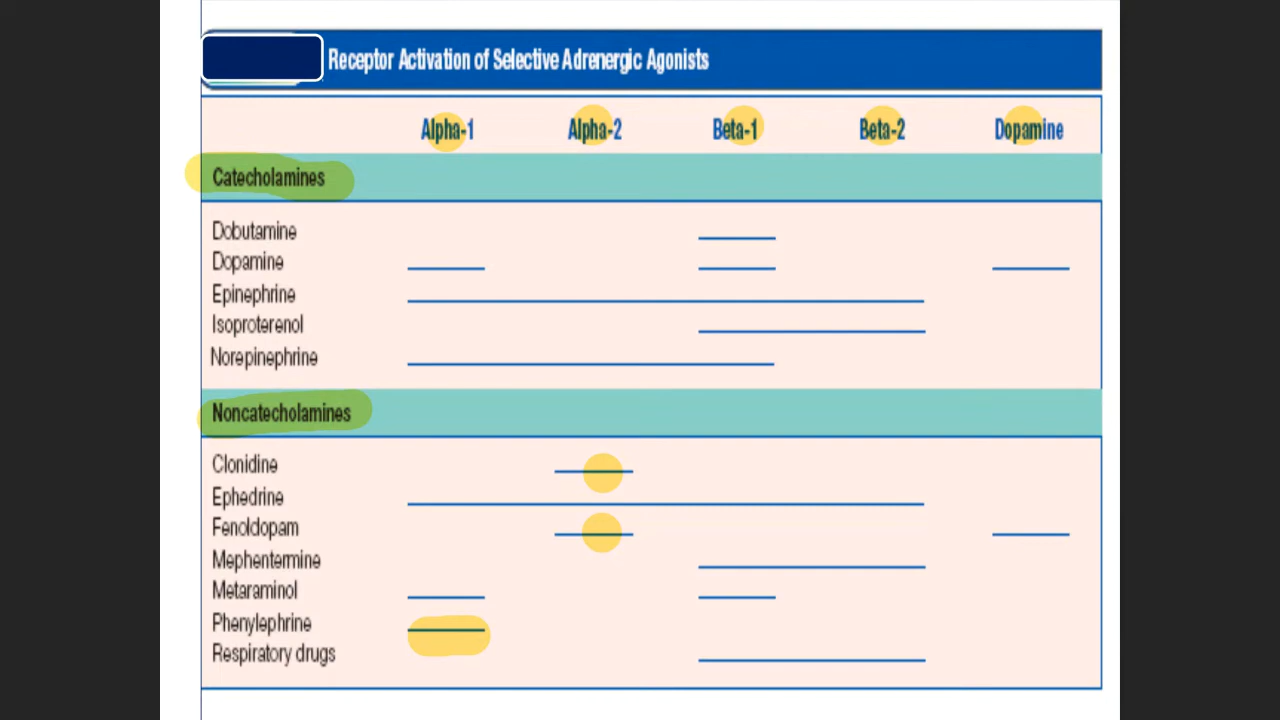 Receptor Activation of Selective Adrenergic Agonists
Alpha-1 Alpha-2 Beta-1 Beta-2 Dopamine
Catecholamines
Dobutamine
Dopamine
Epinephrine
Isoproterenol
Norepinephrine
Noncatecholamines
Clonidine
Ephedrine
Fenoldopam
Mephentermine
Metaraminol
Phenylephrine
Respiratory drugs